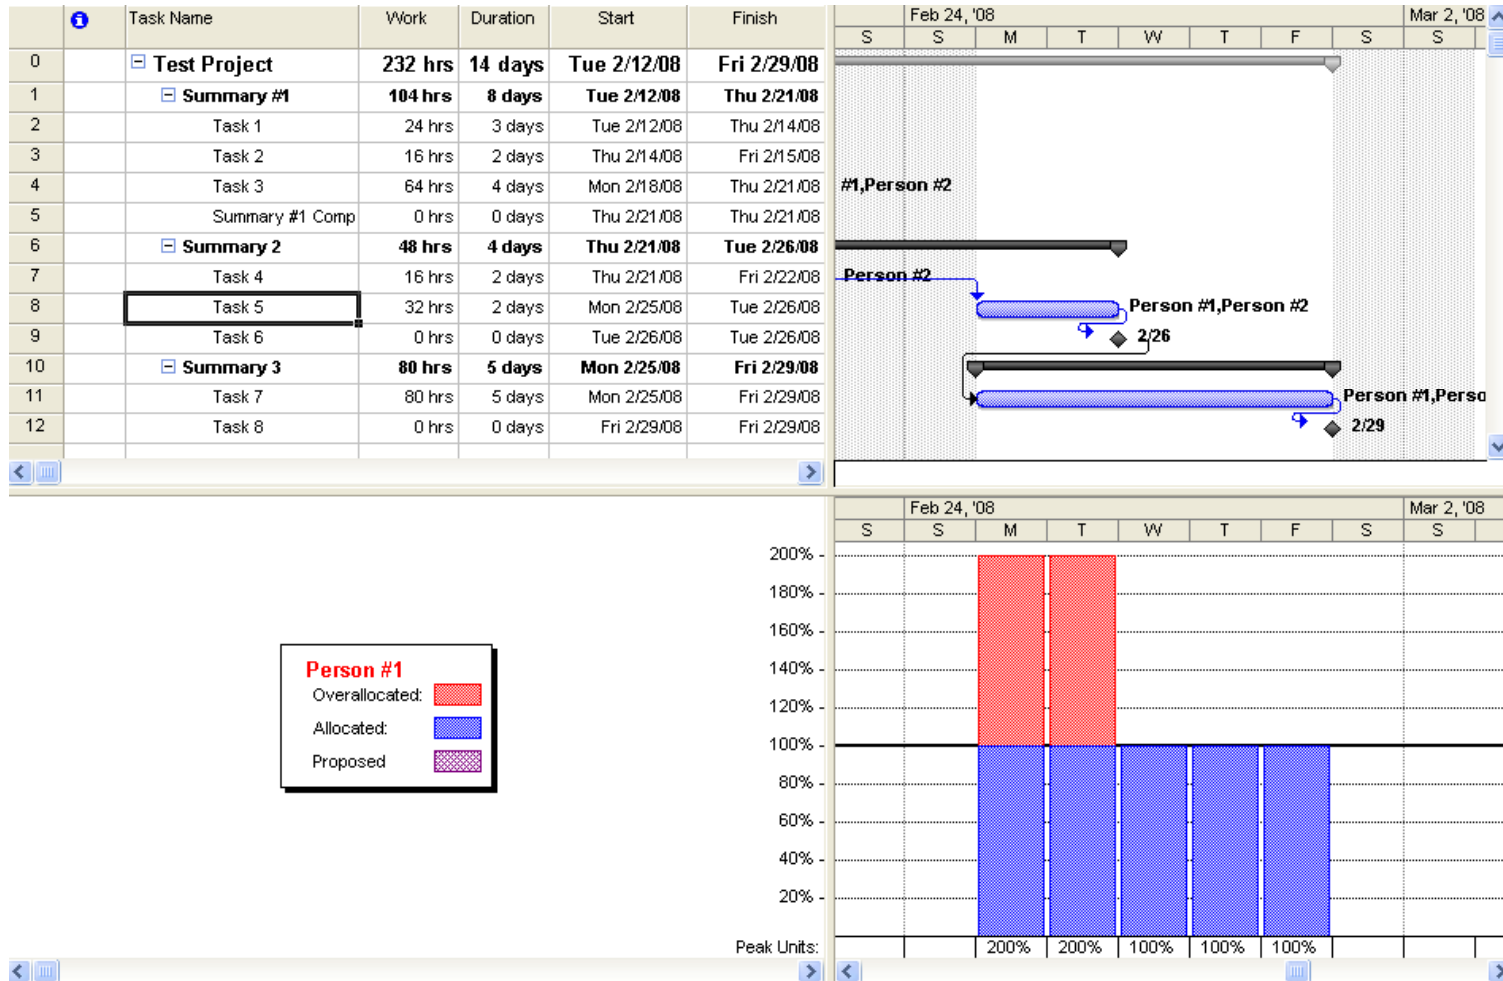 Task Name Work Duration Start Finish Feb 24, '08 Mar 2, '08
S S M T W T F S S
0 Test Project 232 hrs 14 days Tue 2/12/08 Fri 2/29/08
1 Summary #1 104 hrs 8 days Tue 2/12/08 Thu 2/21/08
2 Task 1 24 hrs 3 days Tue 2/12/08 Thu 2/14/08
3 Task 2 16 hrs 2 days Thu 2/14/08 Fri 2/15/08
4 Task 3 64 hrs 4 days Mon 2/18/08 Thu 2/21/08 #1,Person #2
5 Summary #1 Comp 0 hrs 0 days Thu 2/21/08 Thu 2/21/08
6 Summary 2 48 hrs 4 days Thu 2/21/08 Tue 2/26/08
7 Task 4 16 hrs 2 days Thu 2/21/08 Fri 2/22/08 Person #2
8 Task 5 32 hrs 2 days Mon 2/25/08 Tue 2/26/08 Person #1,Person #2
9 Task 6 0 hrs 0 days Tue 2/26/08 Tue 2/26/08 2/26
10 Summary 3 80 hrs 5 days Mon 2/25/08 Fri 2/29/08
11 Task 7 80 hrs 5 days Mon 2/25/08 Fri 2/29/08 Person #1,Perso
12 Task 8 0 hrs 0 days Fri 2/29/08 Fri 2/29/08 2/29
Feb 24, '08 Mar 2, '08
S S M T W T F S S
200%
180%
160%
140%
120%
100%
80%
60%
40%
20%
Person #1
Overallocated:
Allocated:
Proposed
Peak Units: 200% 200% 100% 100% 100%